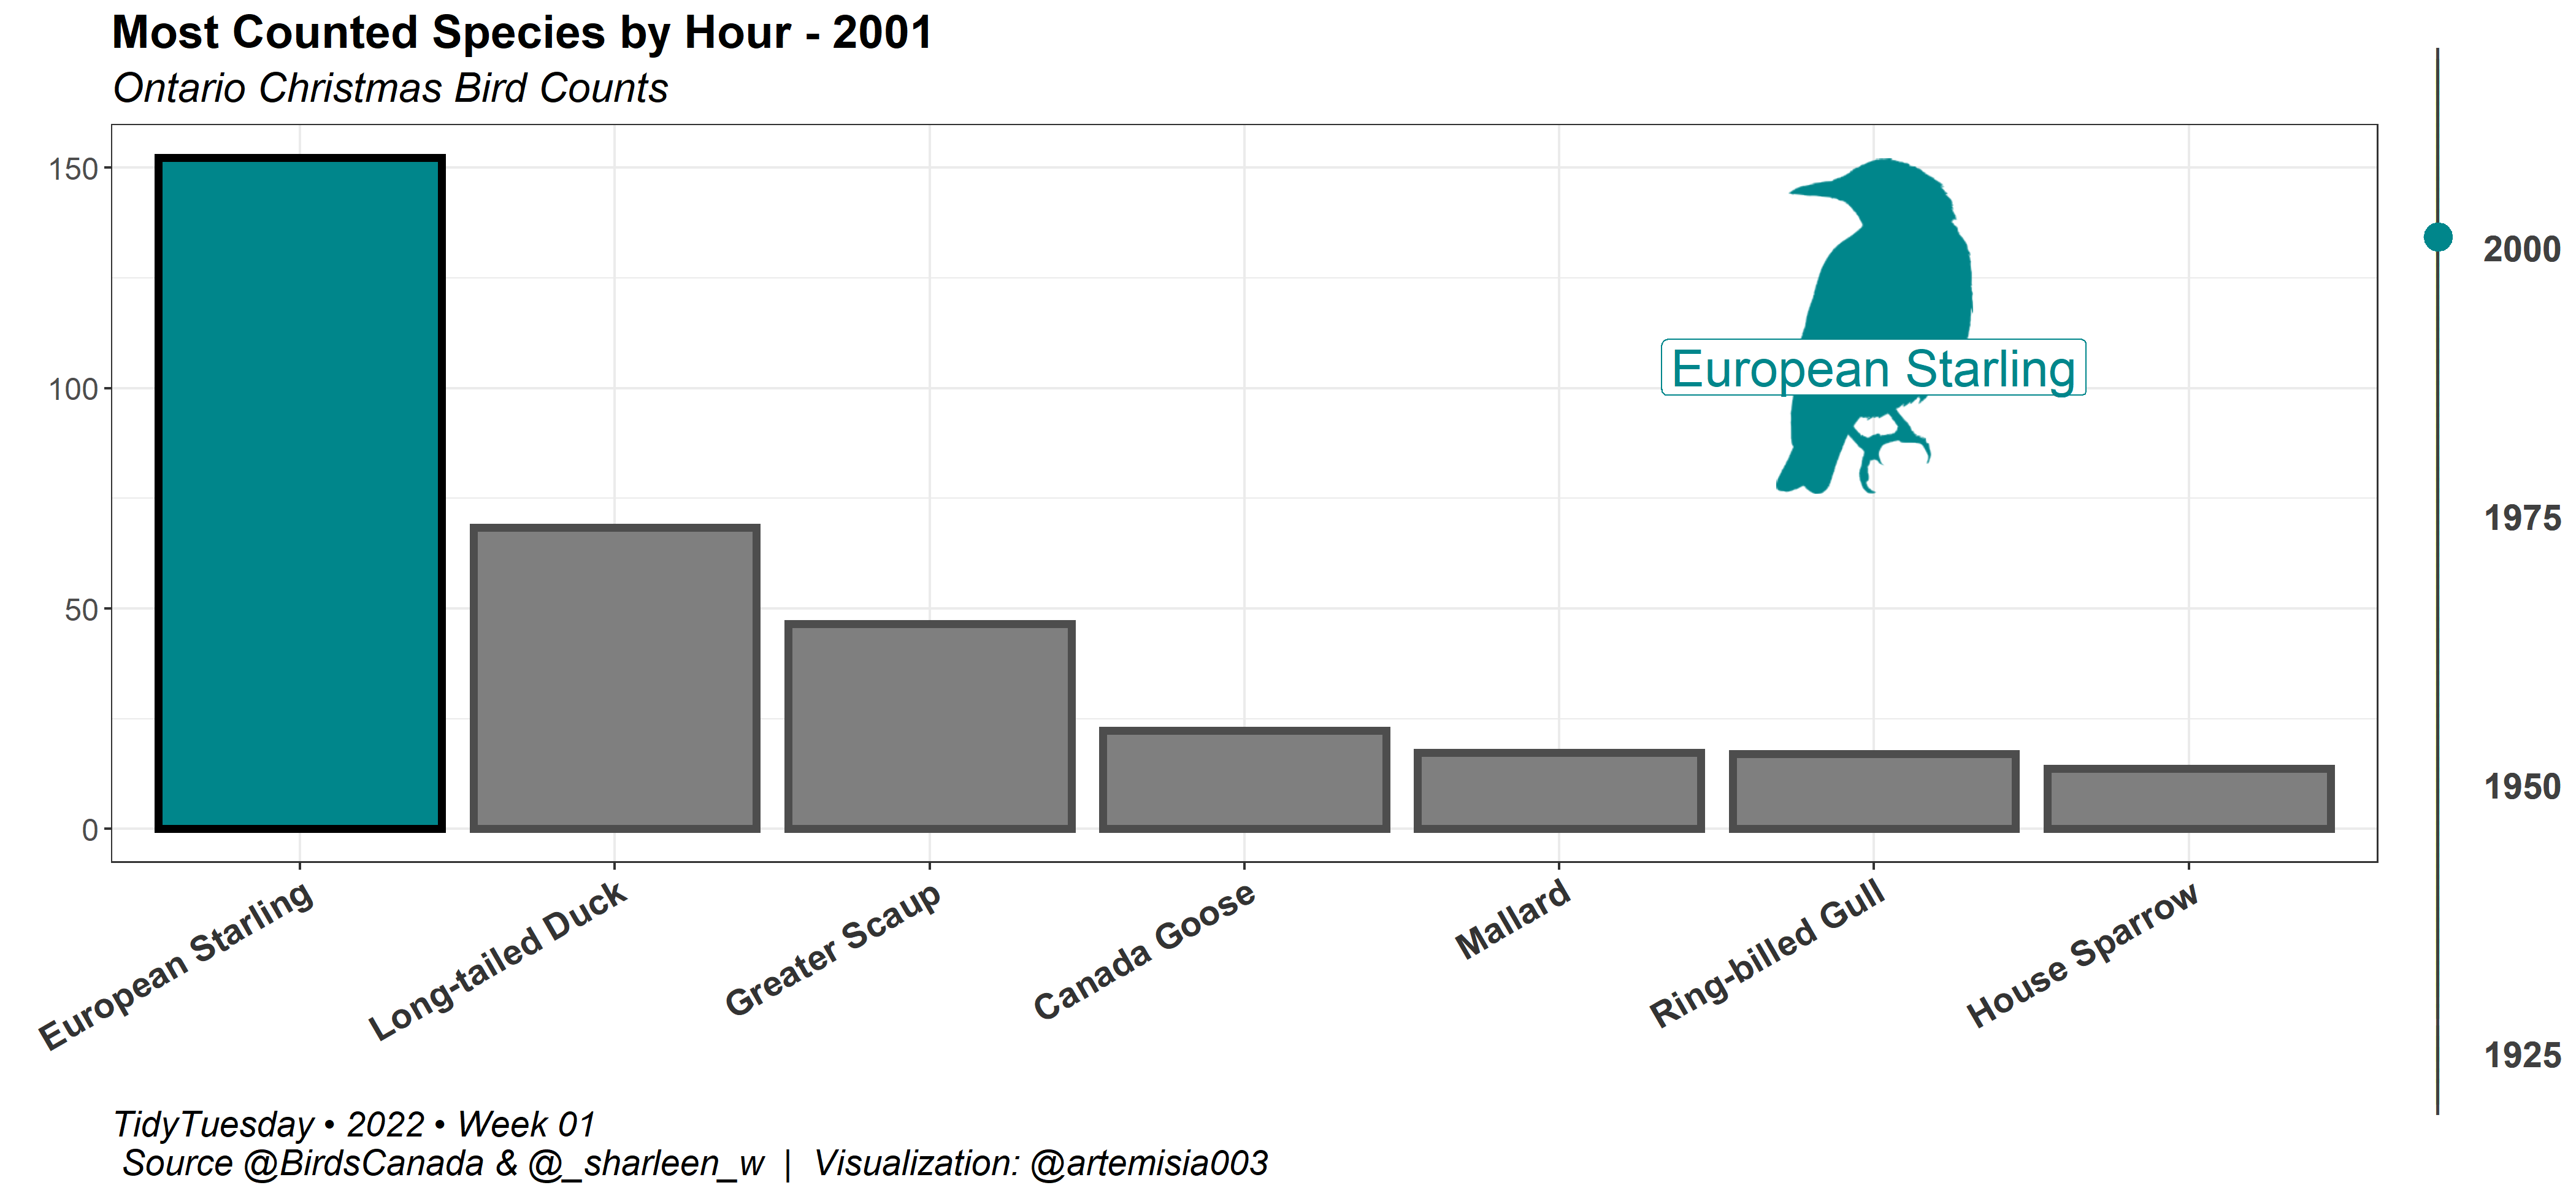 Most Counted Species by Hour - 2001
Ontario Christmas Bird Counts
150
100
50
0
European Starling
2000
1975
1950
1925
European Starling
Long-tailed Duck
Greater Scaup
Canada Goose
Mallard
Ring-billed Gull
House Sparrow
TidyTuesday • 2022 • Week 01
Source @BirdsCanada & @_sharleen_w | Visualization: @artemisia003